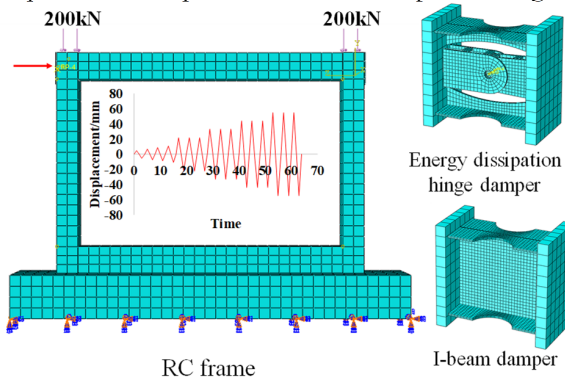 200kN
200kN
Displacement/mm
80
60
40
20
0
-20
-40
-60
-80
0 10 20 30 40 50 60 70
Time
RC frame
Energy dissipation
hinge damper
I-beam damper